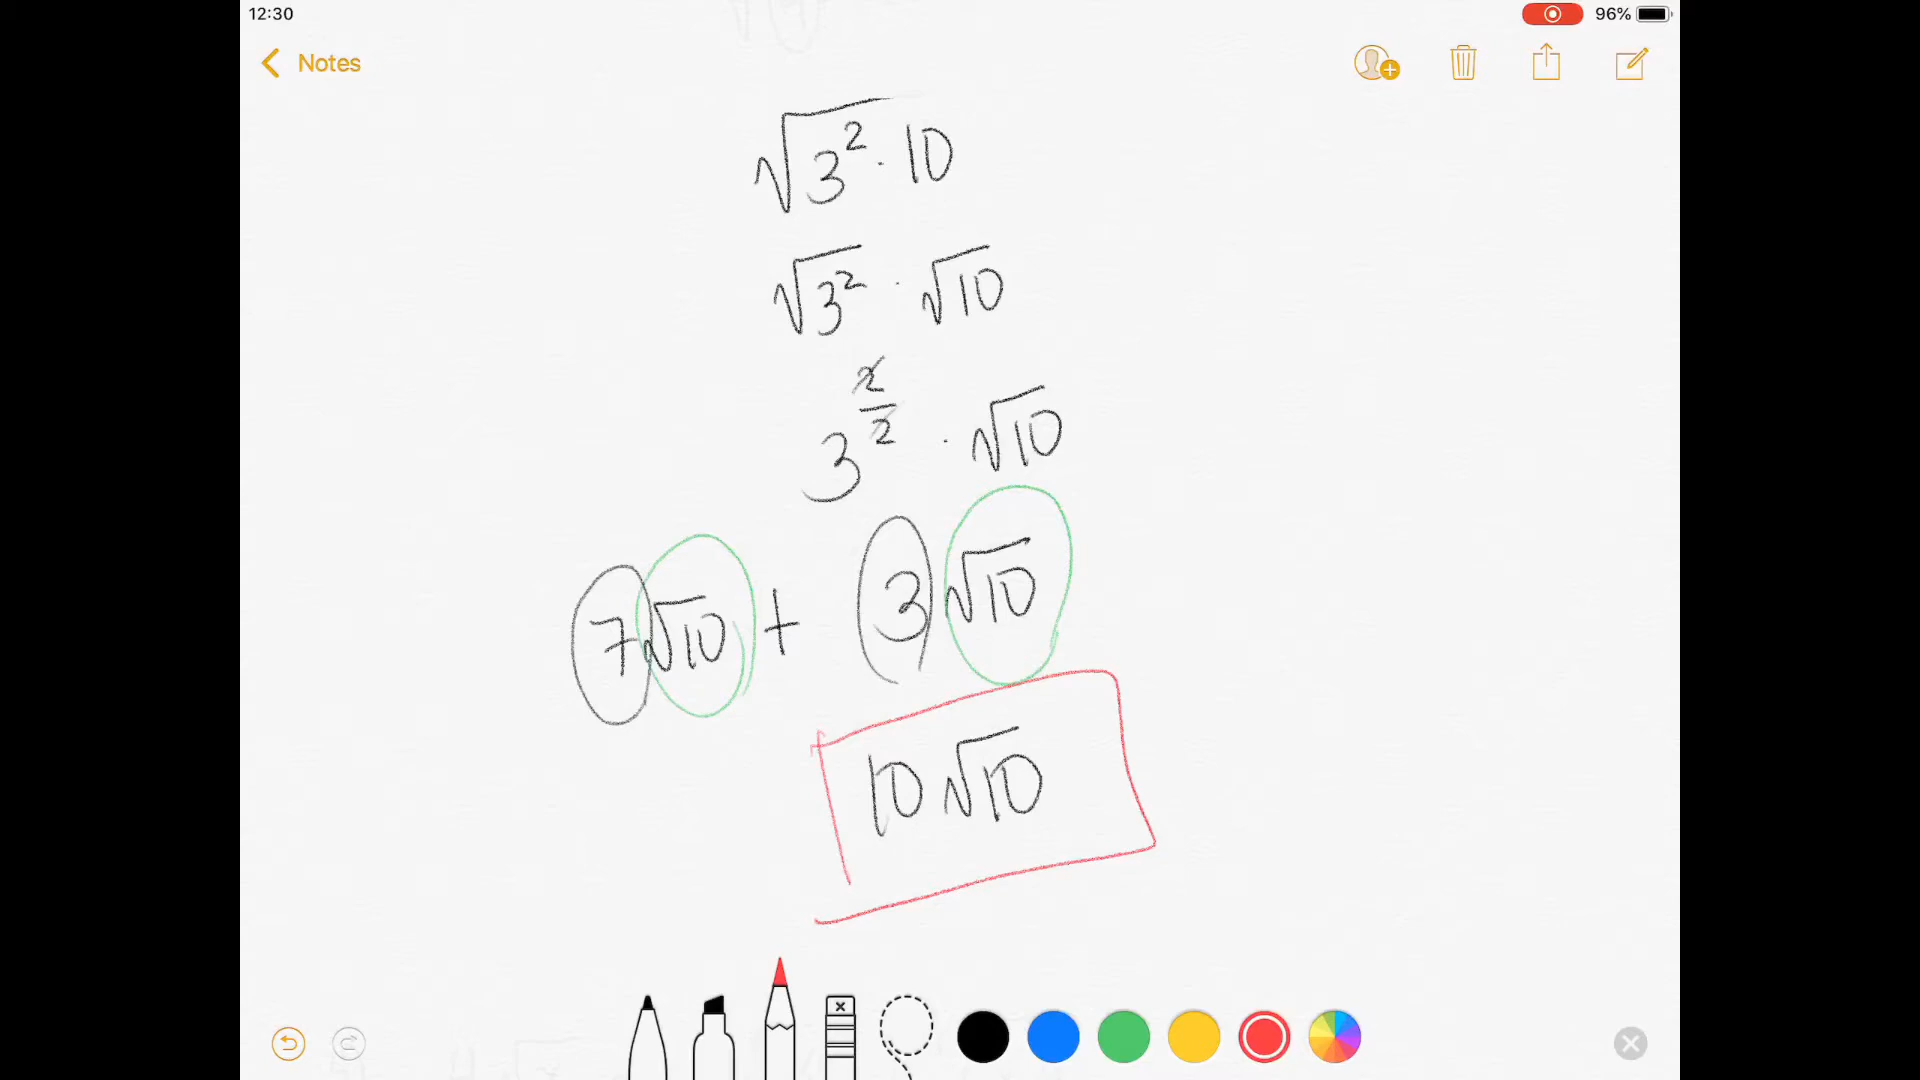 12:30
96%
Notes
√3² · 10
√3² · √10
3^(2/2) · √10
7√10 + 3√10
10√10